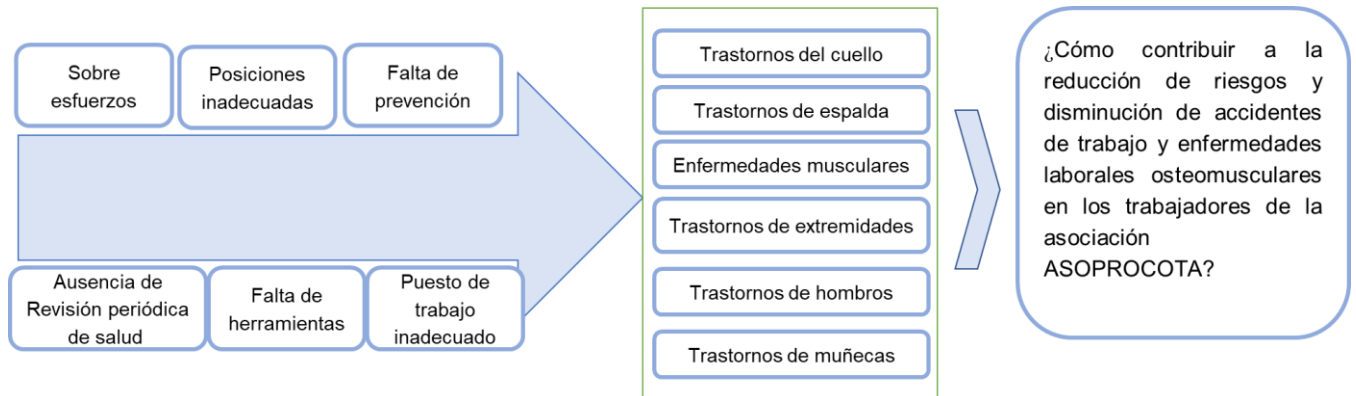 Sobre
esfuerzos
Posiciones
inadecuadas
Falta de
prevención
Ausencia de
Revisión periódica
de salud
Falta de
herramientas
Puesto de
trabajo
inadecuado
Trastornos del cuello
Trastornos de espalda
Enfermedades musculares
Trastornos de extremidades
Trastornos de hombros
Trastornos de muñecas
¿Cómo contribuir a la
reducción de riesgos y
disminución de accidentes
de trabajo y enfermedades
laborales osteomusculares
en los trabajadores de la
asociación
ASOPROCOTA?